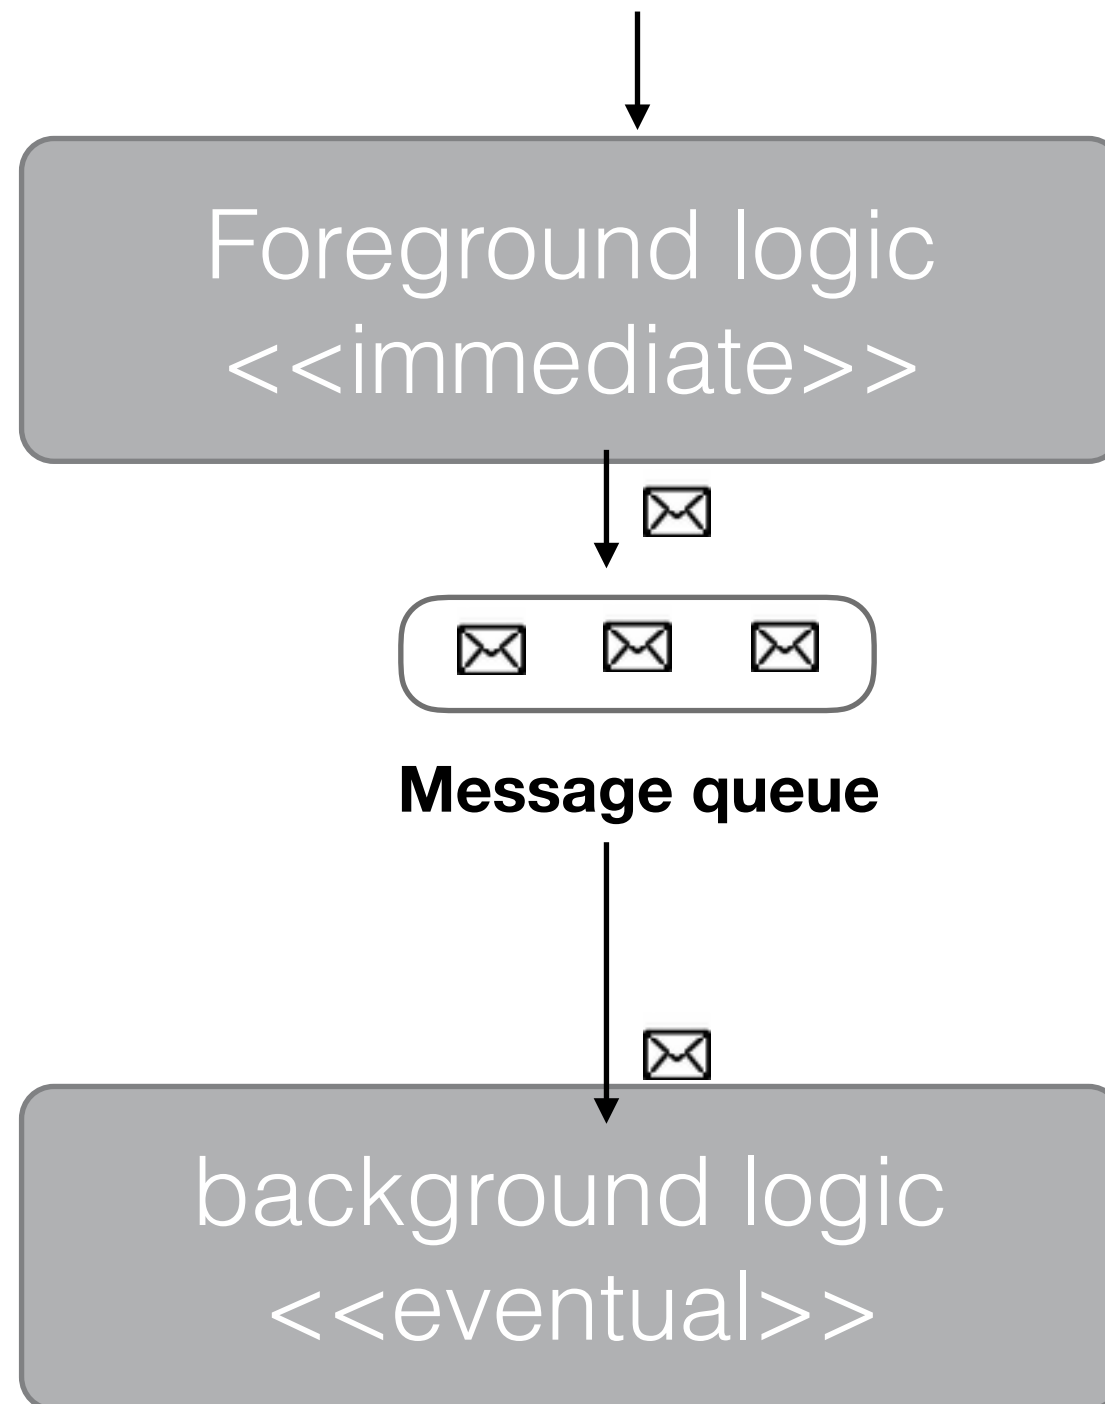 Foreground logic
<<immediate>>
Message queue
background logic
<<eventual>>